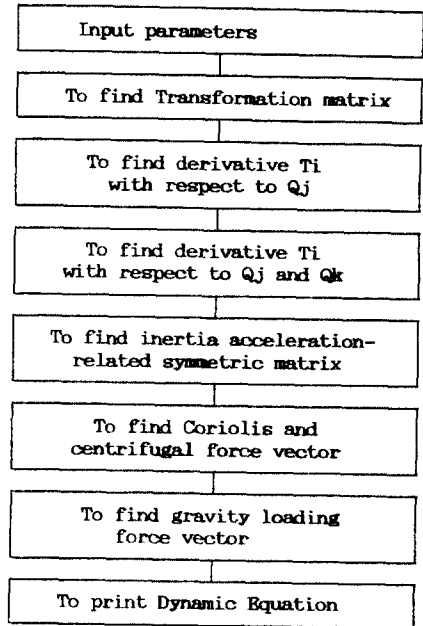 Input parameters
To find Transformation matrix
To find derivative Ti
with respect to Qj
To find derivative Ti
with respect to Qj and Qk
To find inertia acceleration-
related symmetric matrix
To find Coriolis and
centrifugal force vector
To find gravity loading
force vector
To print Dynamic Equation